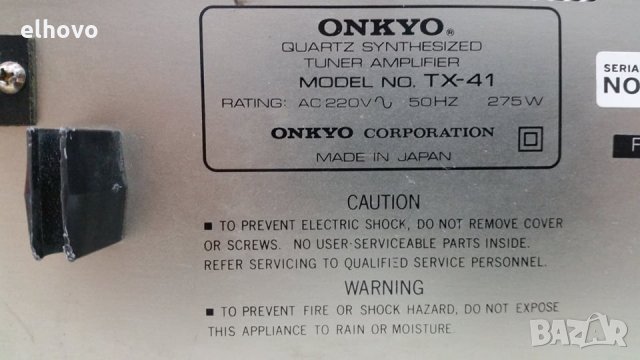 elhovo
ONKYO®
QUARTZ SYNTHESIZED
TUNER AMPLIFIER
MODEL NO. TX-41
RATING: AC 220V∿ 50HZ 275W
ONKYO CORPORATION
MADE IN JAPAN
SERIA
NO
CAUTION
■ TO PREVENT ELECTRIC SHOCK, DO NOT REMOVE COVER
OR SCREWS. NO USER-SERVICEABLE PARTS INSIDE.
REFER SERVICING TO QUALIFIED SERVICE PERSONNEL.
WARNING
■ TO PREVENT FIRE OR SHOCK HAZARD, DO NOT EXPOSE
THIS APPLIANCE TO RAIN OR MOISTURE.
BAZAR